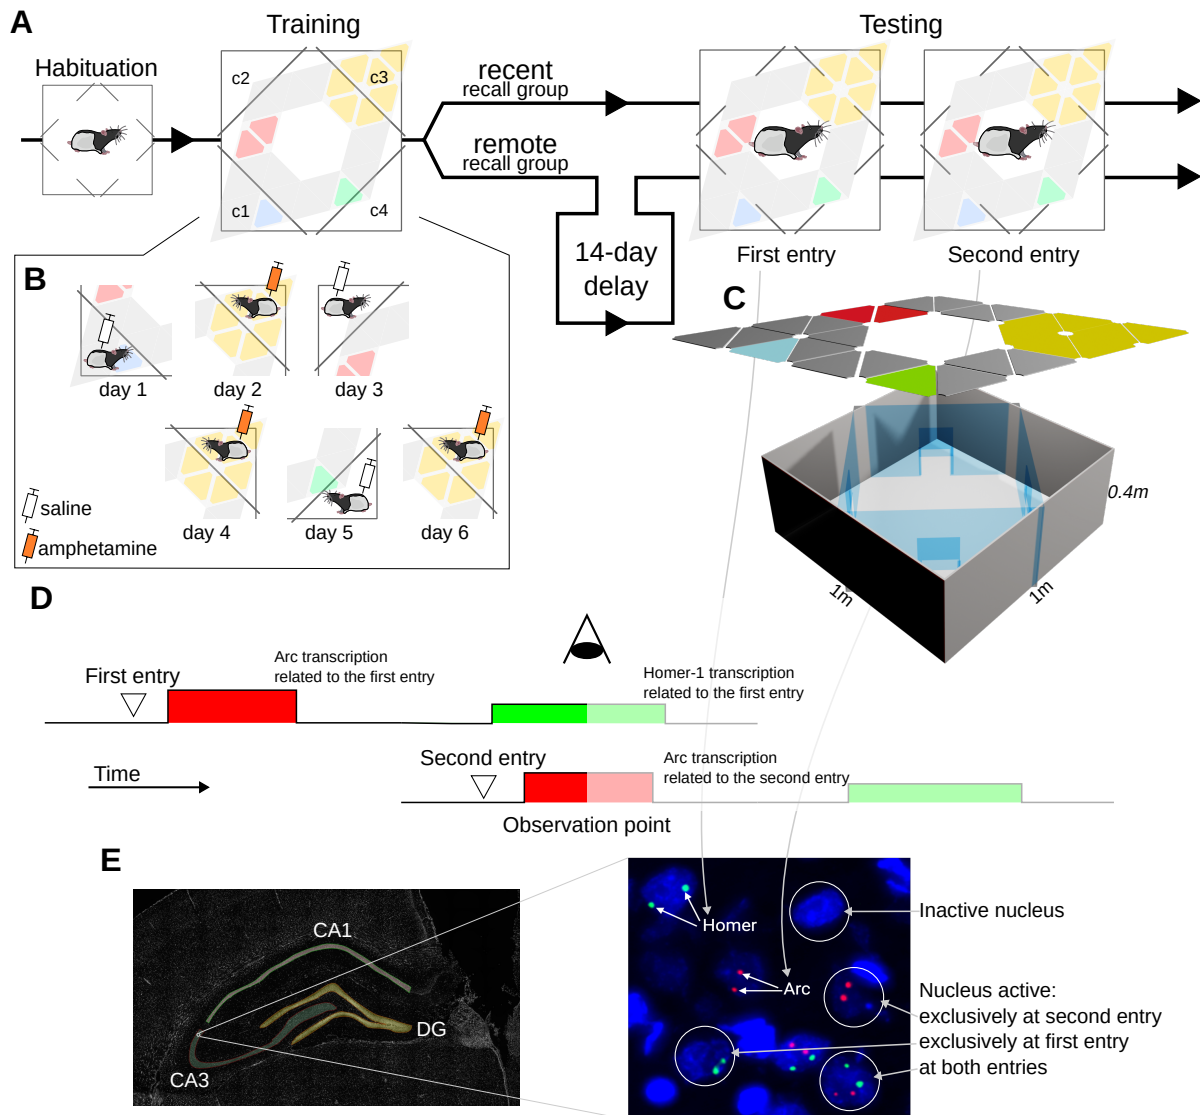 A
Training
Testing
Habituation
c2
c3
c1
c4
recent
recall group
remote
recall group
14-day
delay
First entry
Second entry
B
day 1
day 2
day 3
day 4
day 5
day 6
saline
amphetamine
C
0.4m
1m
1m
D
First entry
Arc transcription
related to the first entry
Homer-1 transcription
related to the first entry
Time
Second entry
Arc transcription
related to the second entry
Observation point
E
CA1
DG
CA3
Homer
Arc
Inactive nucleus
Nucleus active:
exclusively at second entry
exclusively at first entry
at both entries